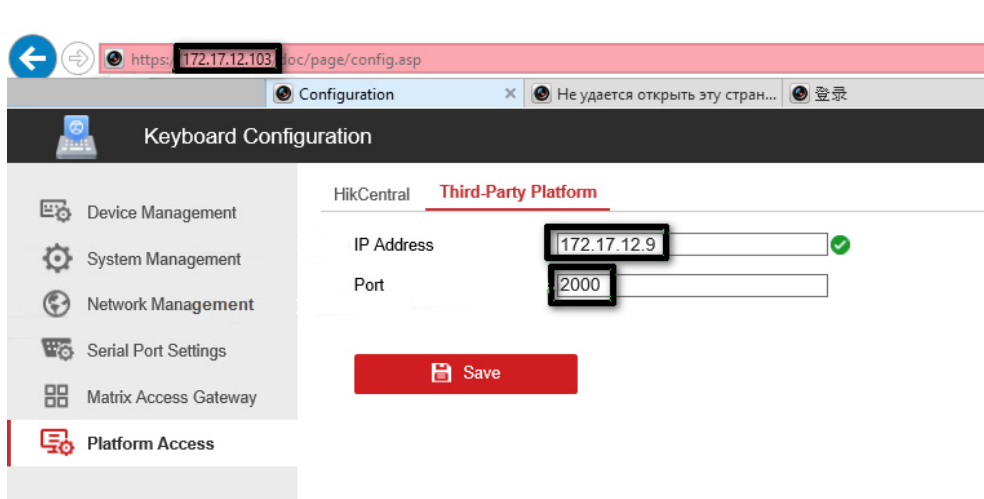 https://172.17.12.103/doc/page/config.asp
Configuration × Не удается открыть эту стран... 登录
Keyboard Configuration
HikCentral Third-Party Platform
Device Management
IP Address 172.17.12.9
System Management
Port 2000
Network Management
Serial Port Settings
Save
Matrix Access Gateway
Platform Access